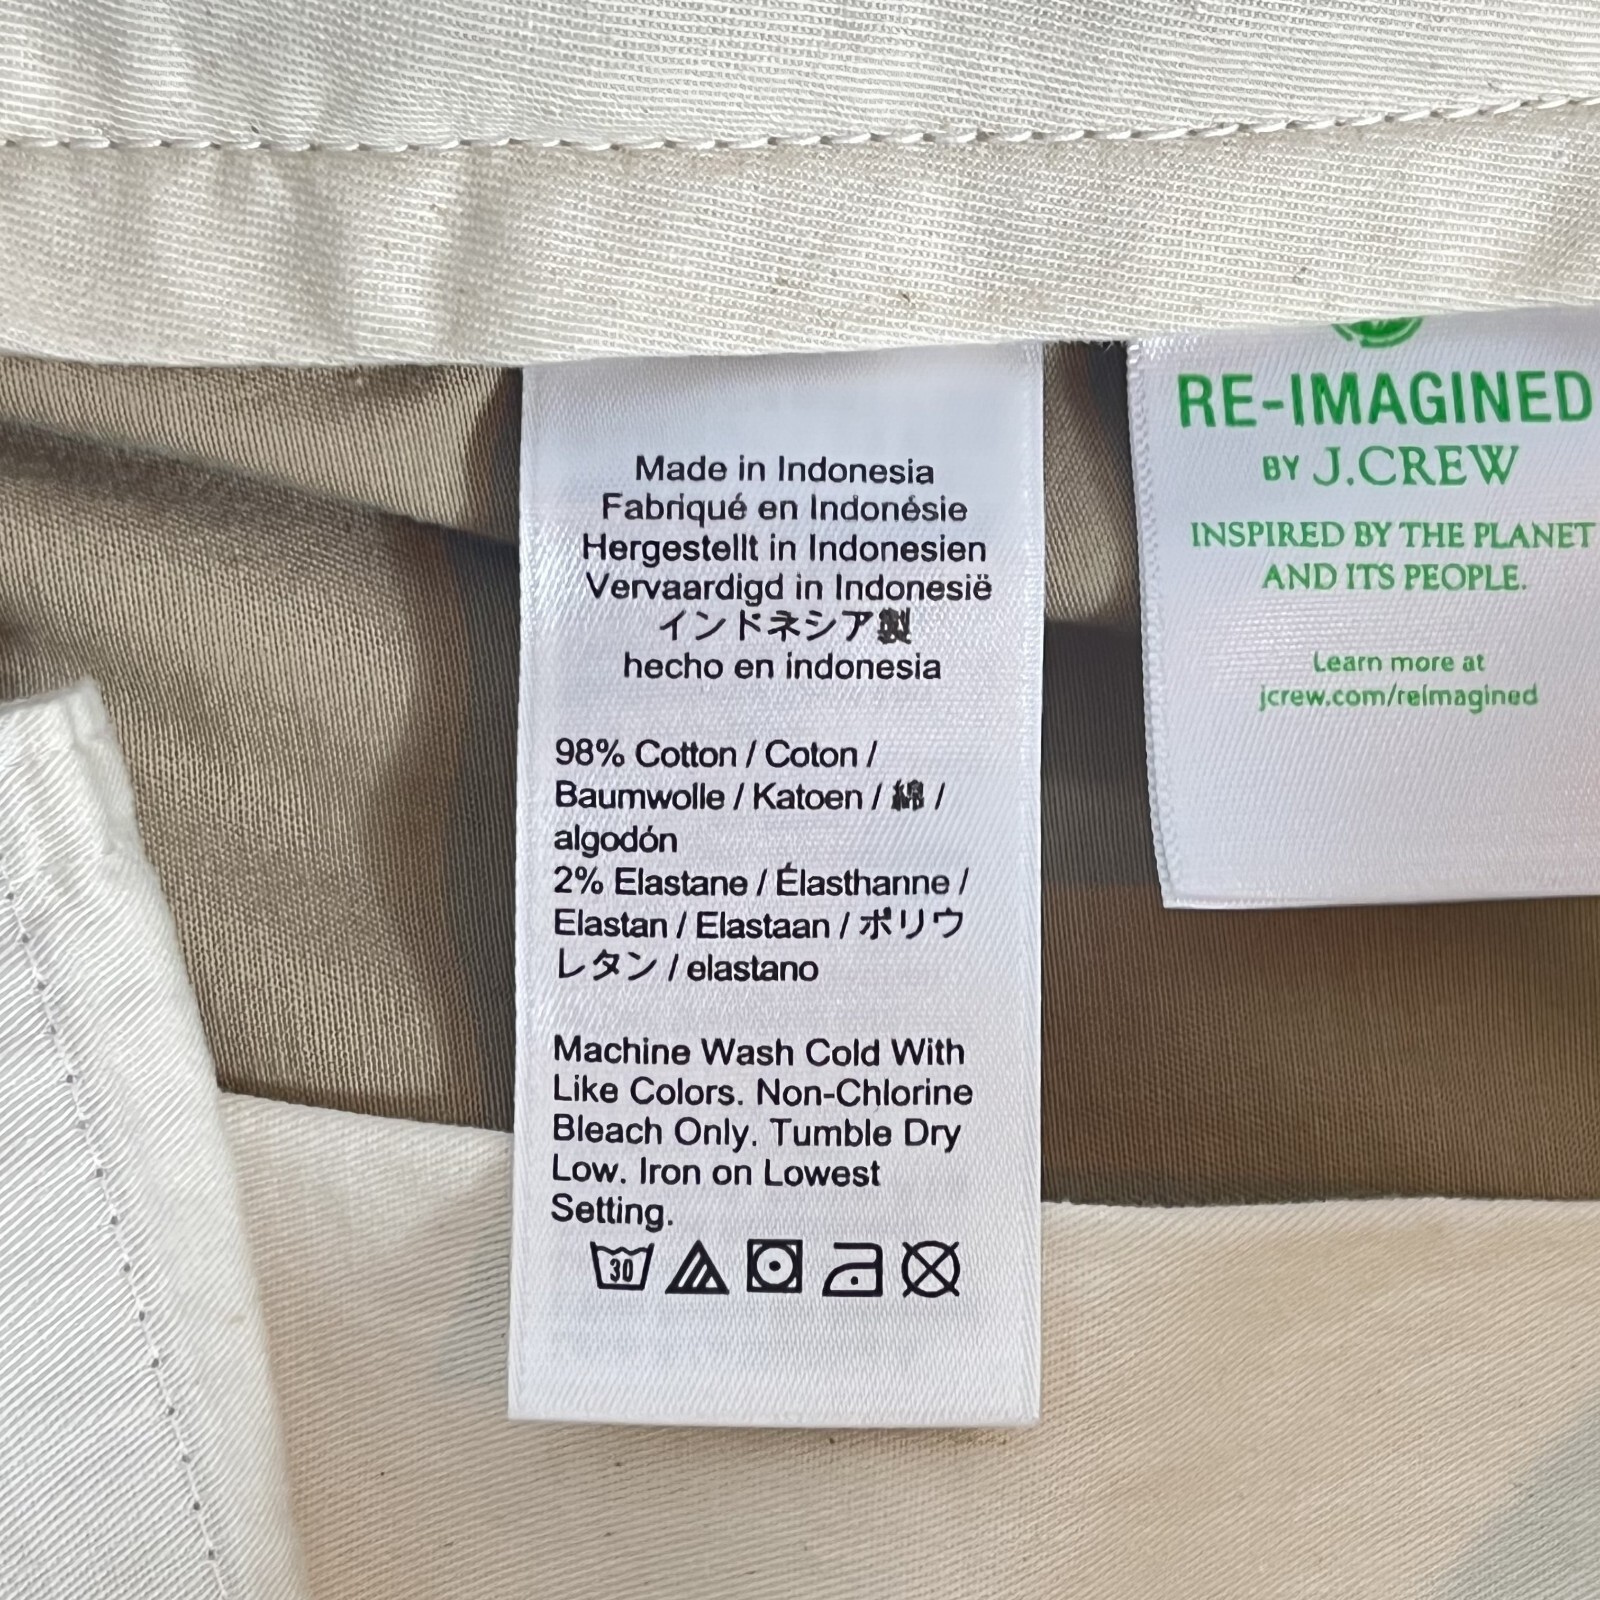 Made in Indonesia
Fabriqué en Indonésie
Hergestellt in Indonesien
Vervaardigd in Indonesië
インドネシア製
hecho en indonesia
98% Cotton / Coton /
Baumwolle / Katoen / 綿 /
algodón
2% Elastane / Élasthanne /
Elastan / Elastaan / ポリウ
レタン / elastano
Machine Wash Cold With
Like Colors. Non-Chlorine
Bleach Only. Tumble Dry
Low. Iron on Lowest
Setting.
30
RE-IMAGINED
BY J.CREW
INSPIRED BY THE PLANET
AND ITS PEOPLE.
Learn more at
jcrew.com/reimagined